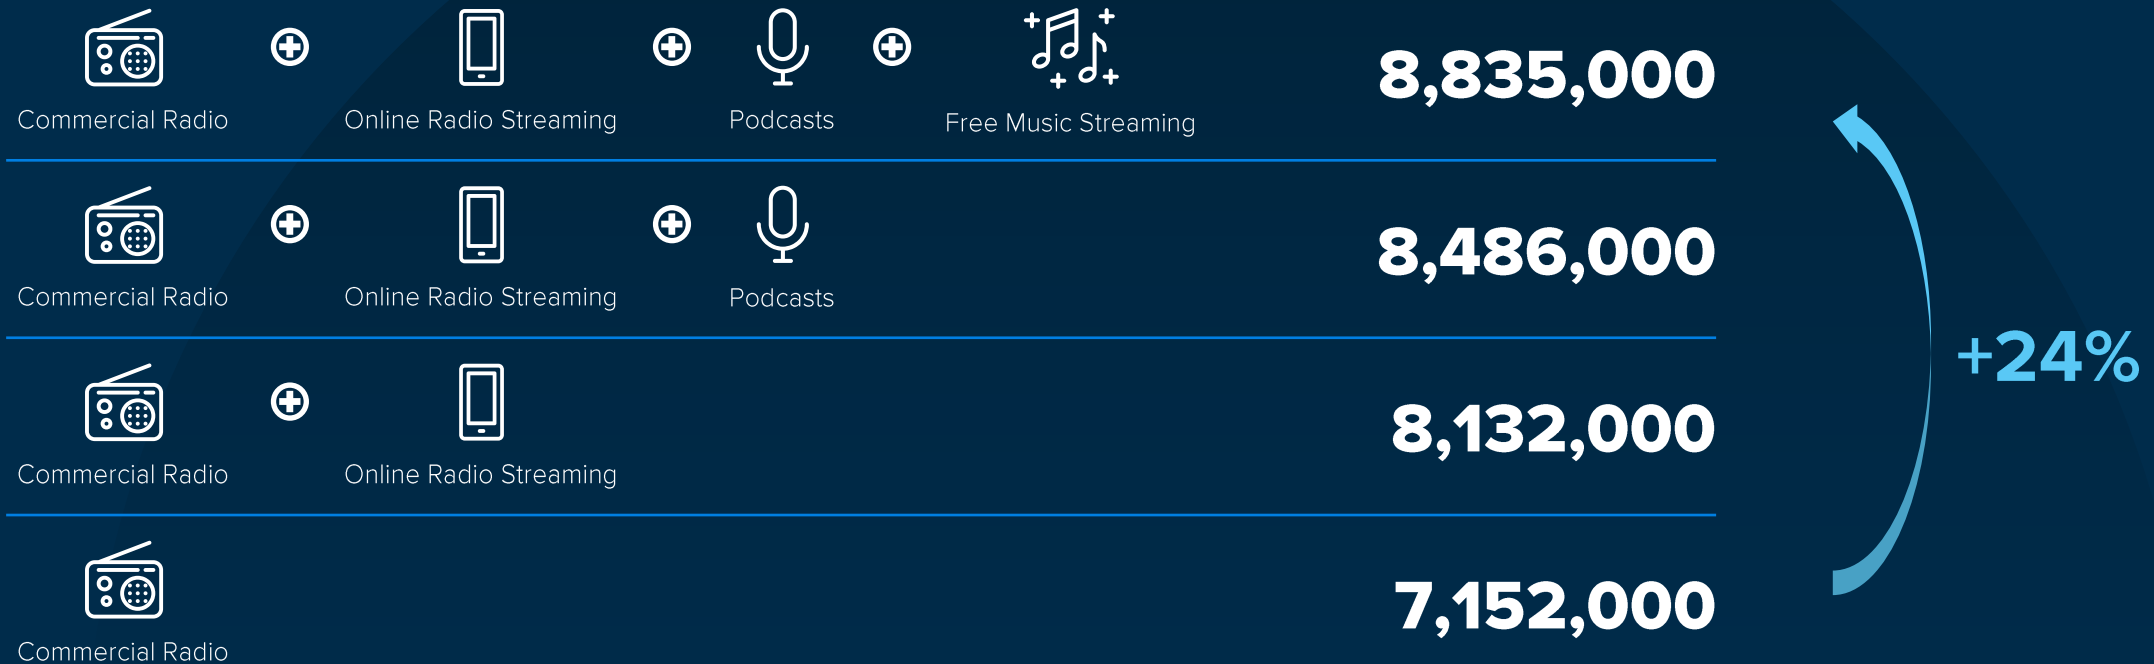 8,835,000
Commercial Radio Online Radio Streaming Podcasts Free Music Streaming
8,486,000
Commercial Radio Online Radio Streaming Podcasts
+24%
8,132,000
Commercial Radio Online Radio Streaming
7,152,000
Commercial Radio